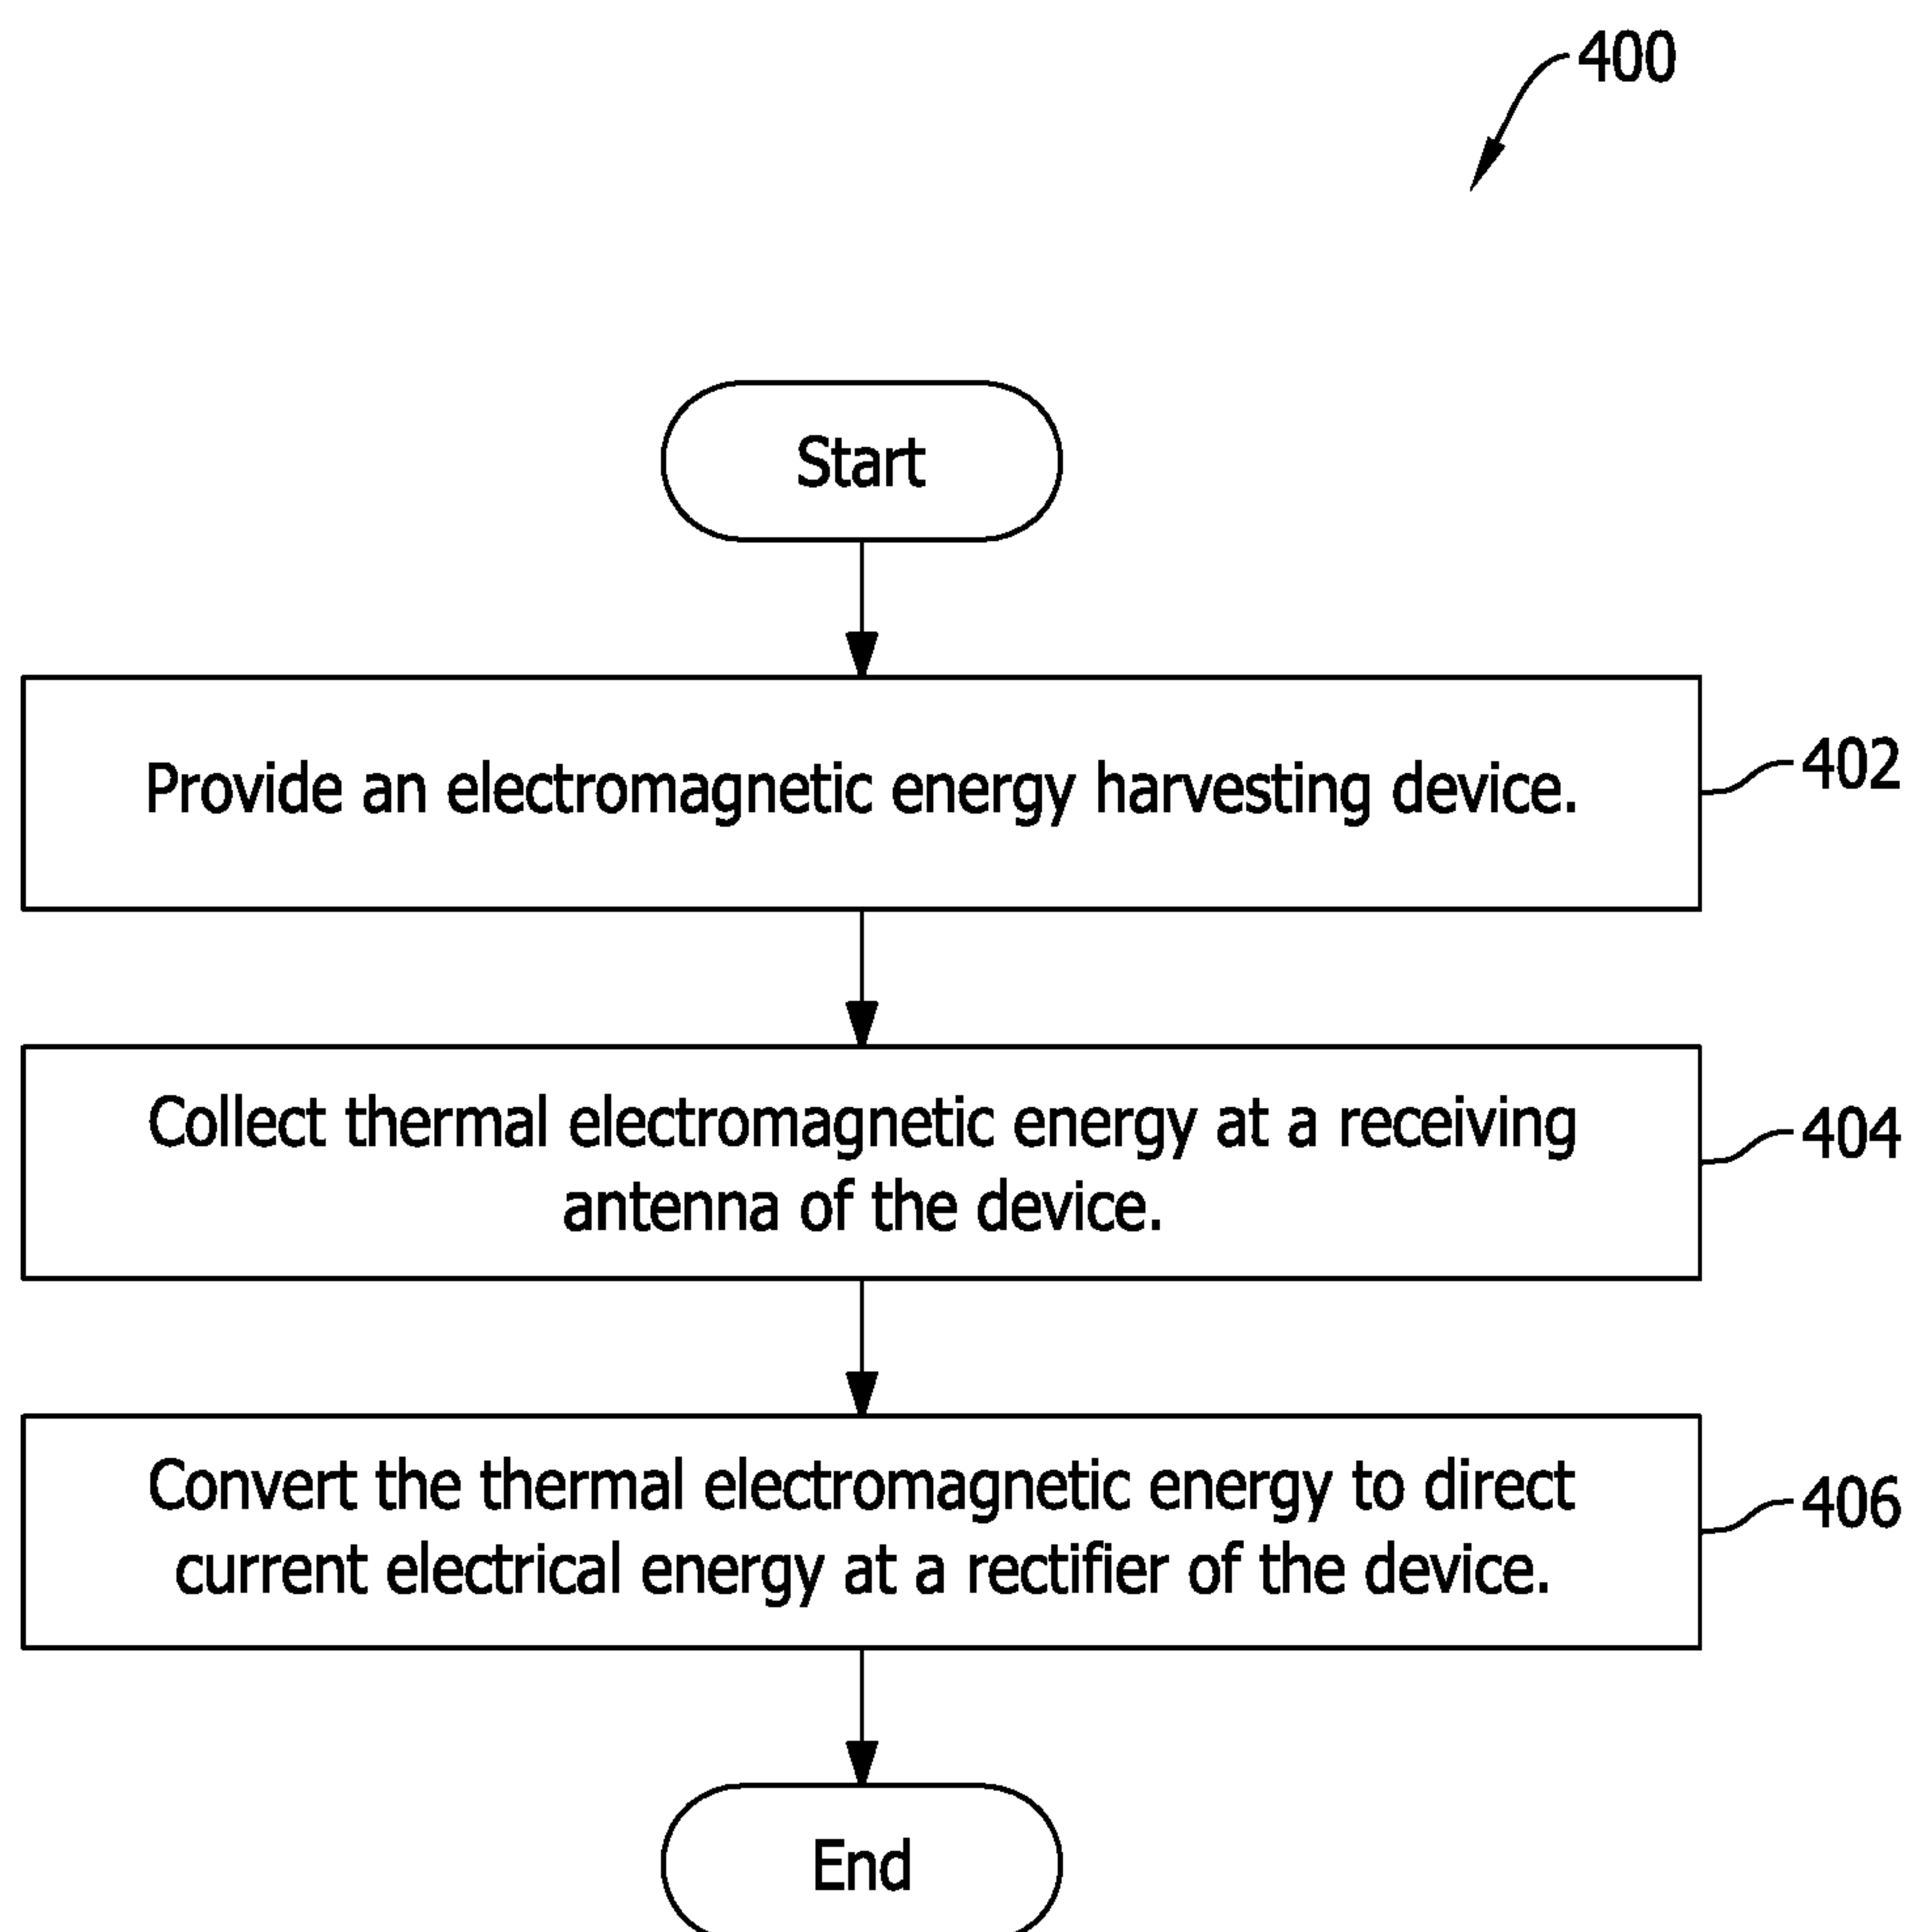 400
Start
Provide an electromagnetic energy harvesting device.
402
Collect thermal electromagnetic energy at a receiving
antenna of the device.
404
Convert the thermal electromagnetic energy to direct
current electrical energy at a rectifier of the device.
406
End